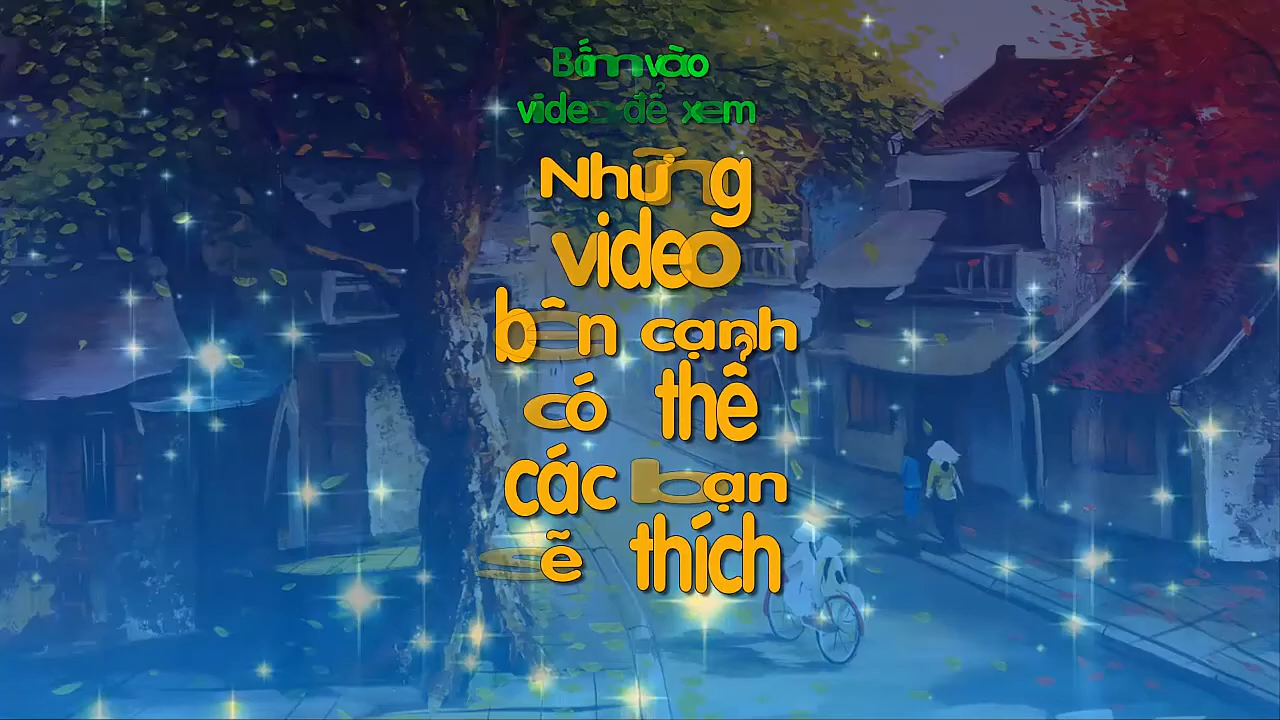 Bấm vào
video để xem
Những
video
bên cạnh
có thể
các bạn
sẽ thích